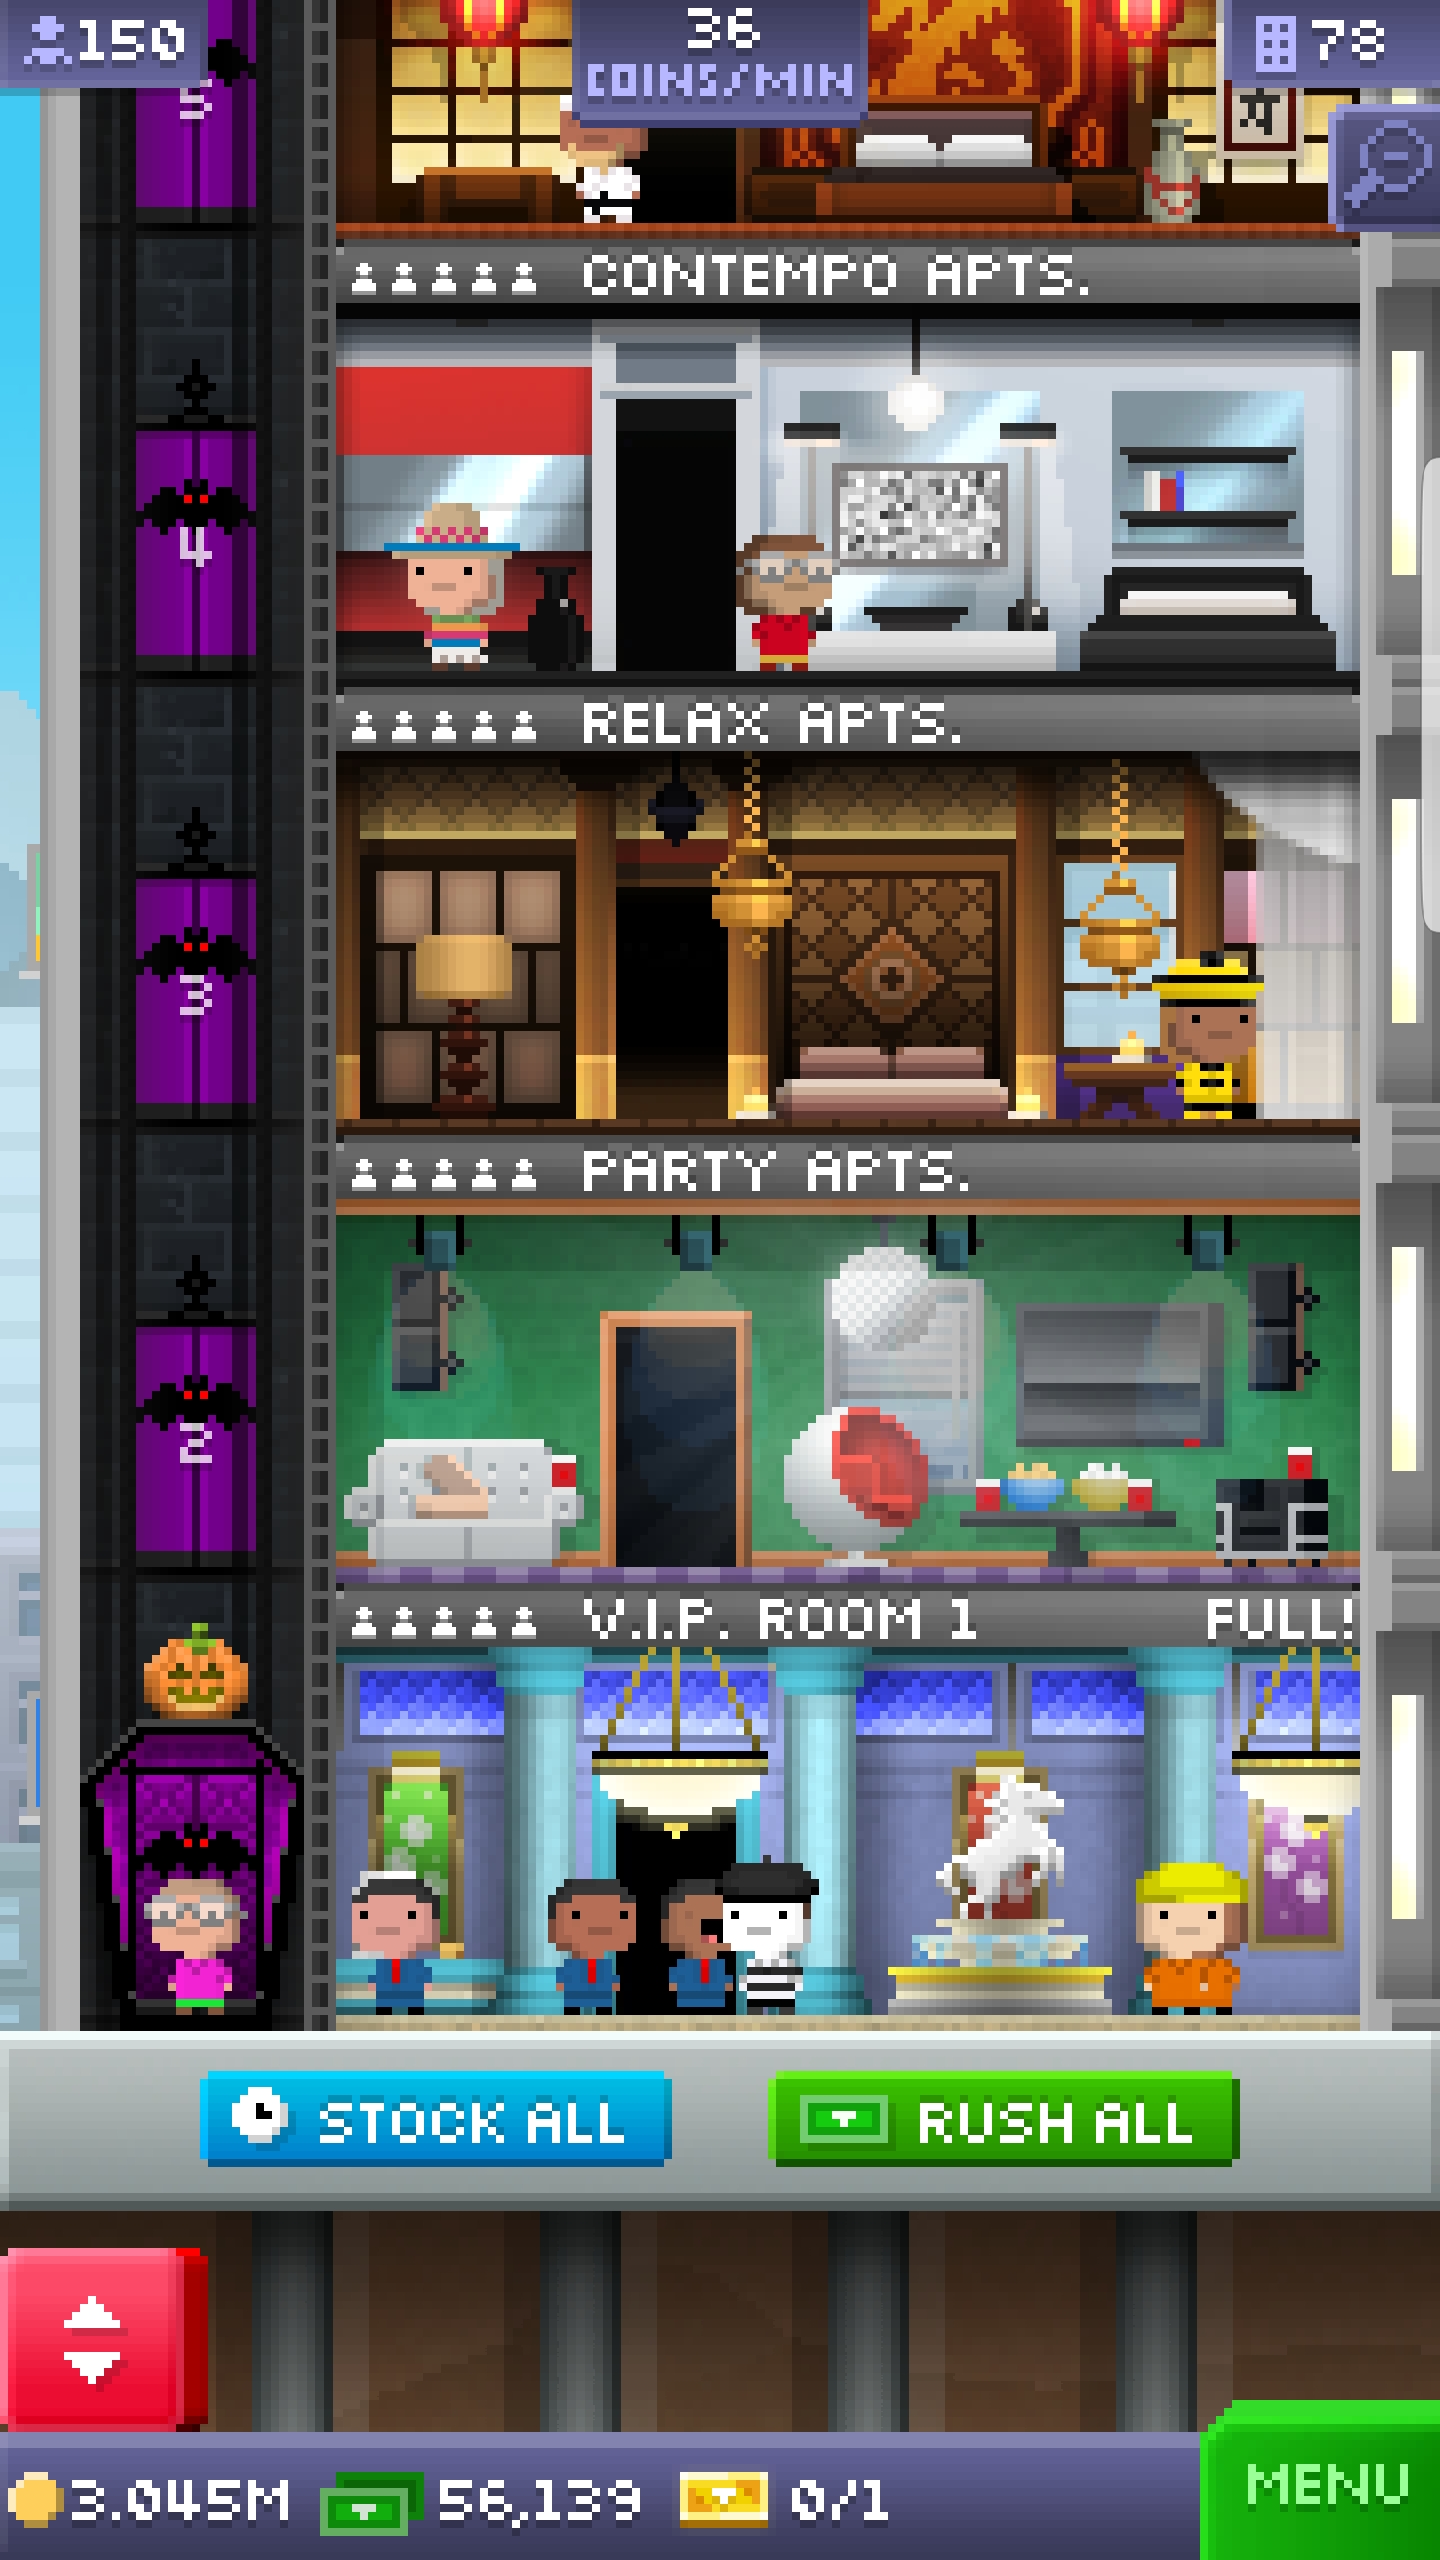 150
36
COINS/MIN
78
5
CONTEMPO APTS.
4
RELAX APTS.
3
PARTY APTS.
2
V.I.P. ROOM 1 FULL!
STOCK ALL
RUSH ALL
3.045M 56,139 0/1
MENU